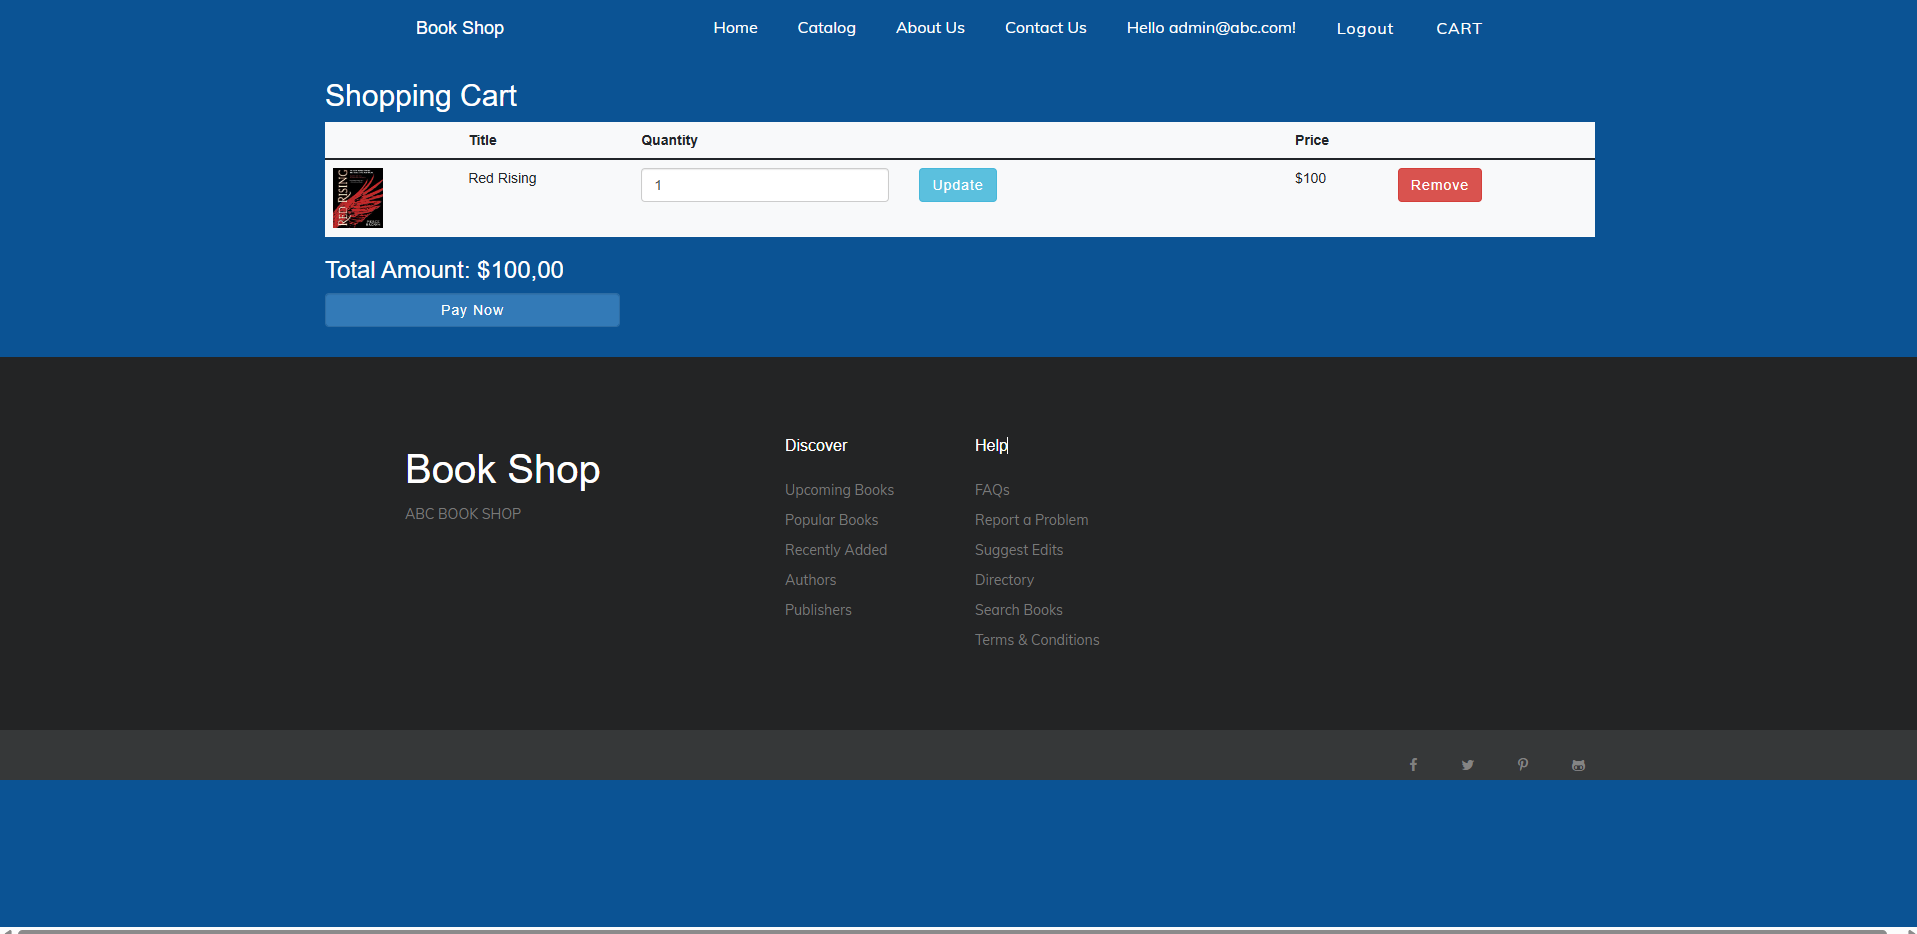 Book Shop
Home
Catalog
About Us
Contact Us
Hello admin@abc.com!
Logout
CART
Shopping Cart
Title
Quantity
Price
RED RISING
Red Rising
1
Update
$100
Remove
Total Amount: $100,00
Pay Now
Book Shop
ABC BOOK SHOP
Discover
Upcoming Books
Popular Books
Recently Added
Authors
Publishers
Help
FAQs
Report a Problem
Suggest Edits
Directory
Search Books
Terms & Conditions